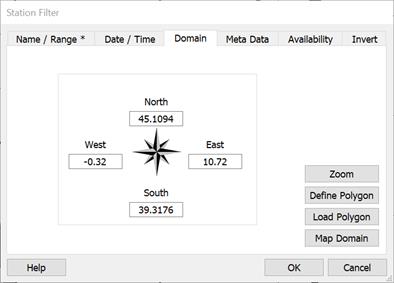 Station Filter
Name / Range * Date / Time Domain Meta Data Availability Invert
North
45.1094
West East
-0.32 10.72
South
39.3176
Zoom
Define Polygon
Load Polygon
Map Domain
Help OK Cancel